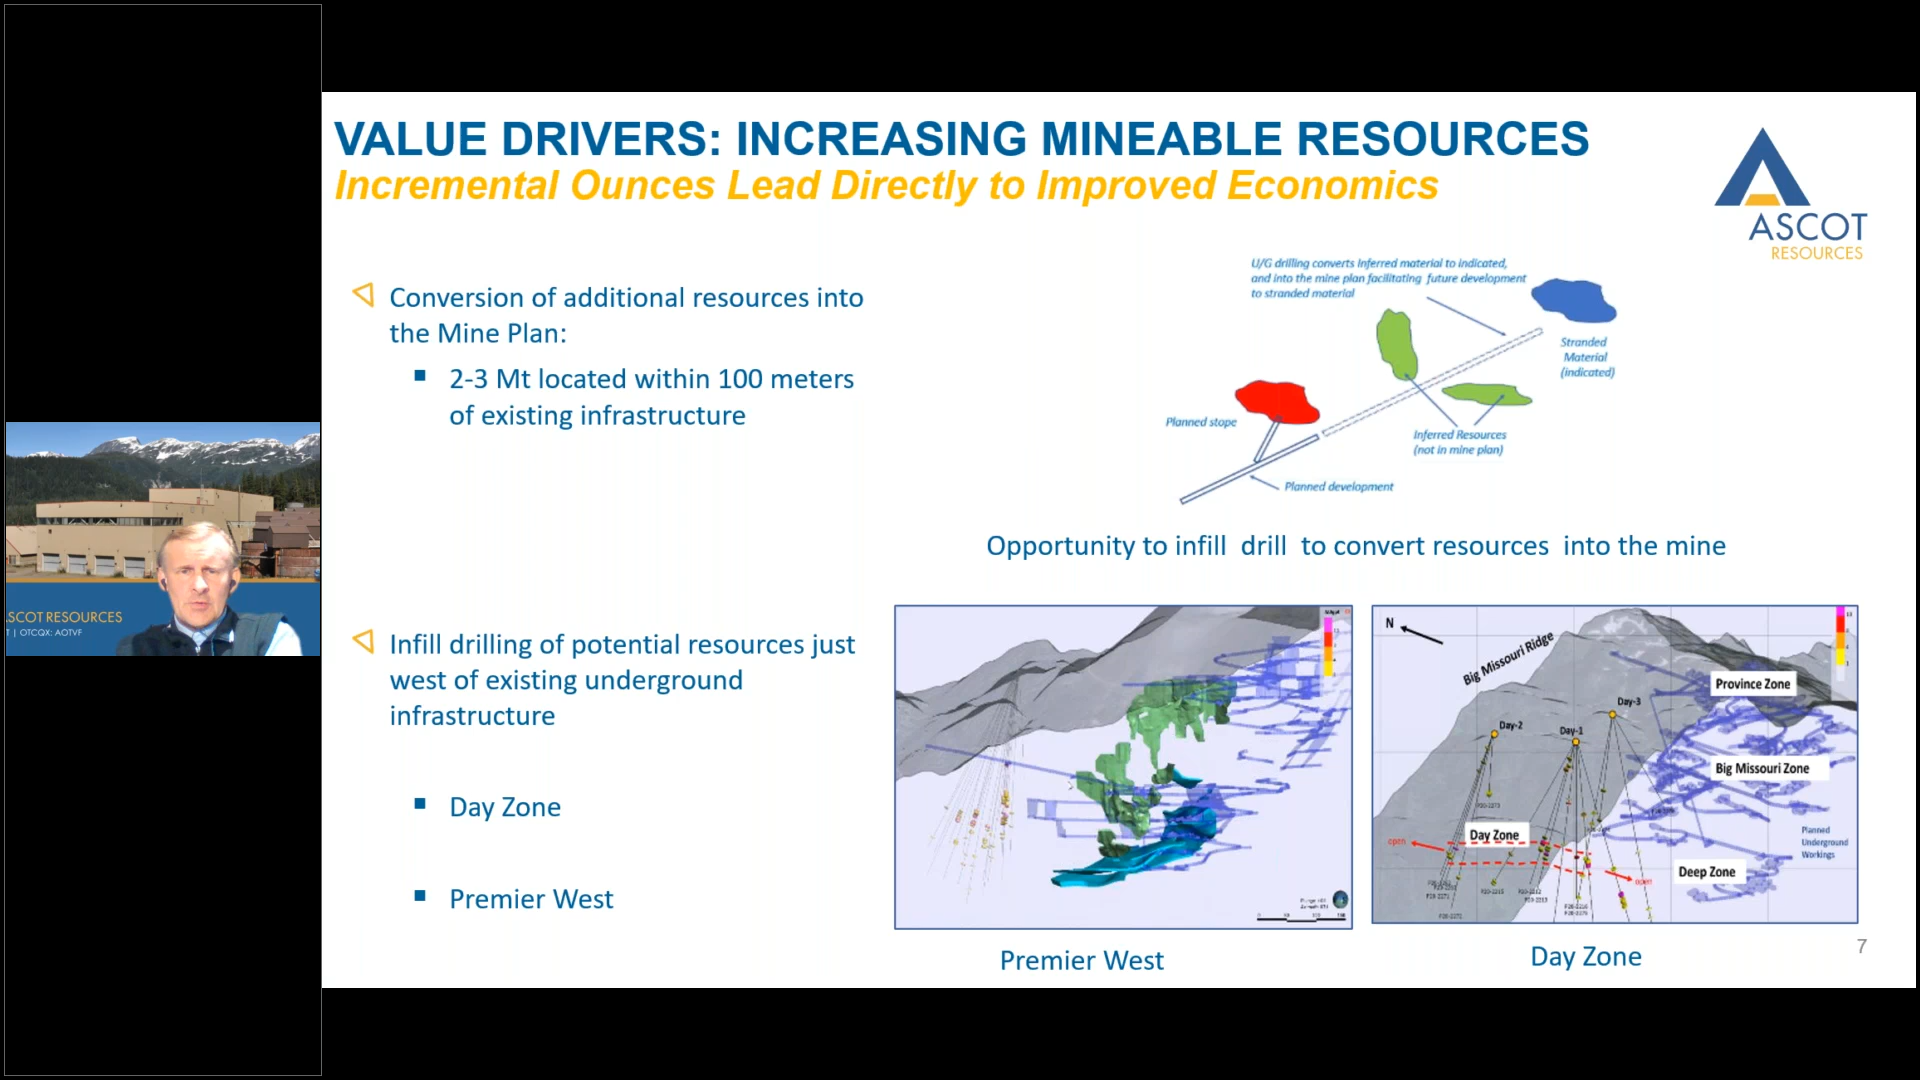 VALUE DRIVERS: INCREASING MINEABLE RESOURCES
Incremental Ounces Lead Directly to Improved Economics
ASCOT
RESOURCES
Conversion of additional resources into
the Mine Plan:
2-3 Mt located within 100 meters
of existing infrastructure
U/G drilling converts Inferred material to indicated,
and into the mine plan facilitating future development
to stranded material
Stranded
Material
(indicated)
Planned stope
Inferred Resources
(not in mine plan)
Planned development
Opportunity to infill drill to convert resources into the mine
SCOT RESOURCES
T | OTCQX: AOTVF
Infill drilling of potential resources just
west of existing underground
infrastructure
Day Zone
Premier West
N
Big Missouri Ridge
Province Zone
Day-3
Day-2
Day-1
Big Missouri Zone
Day Zone
open
Planned
Underground
Workings
Deep Zone
open
Premier West
Day Zone
7